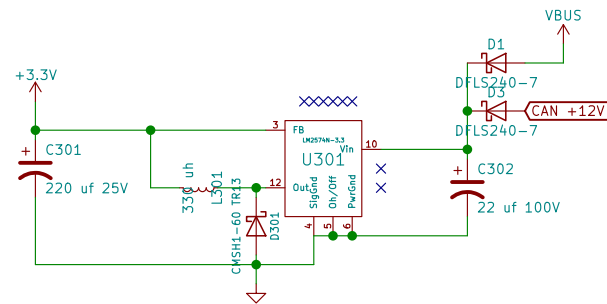 VBUS
D1
DFLS240-7
D3
CAN +12V
DFLS240-7
+3.3V
3
FB
LM2574N-3.3
Vin
10
U301
+
C301
220 uf 25V
330 uh
L301
12
Out
SigGnd
On/Off
PwrGnd
4
5
6
CMSH1-60 TR13
D301
+
C302
22 uf 100V